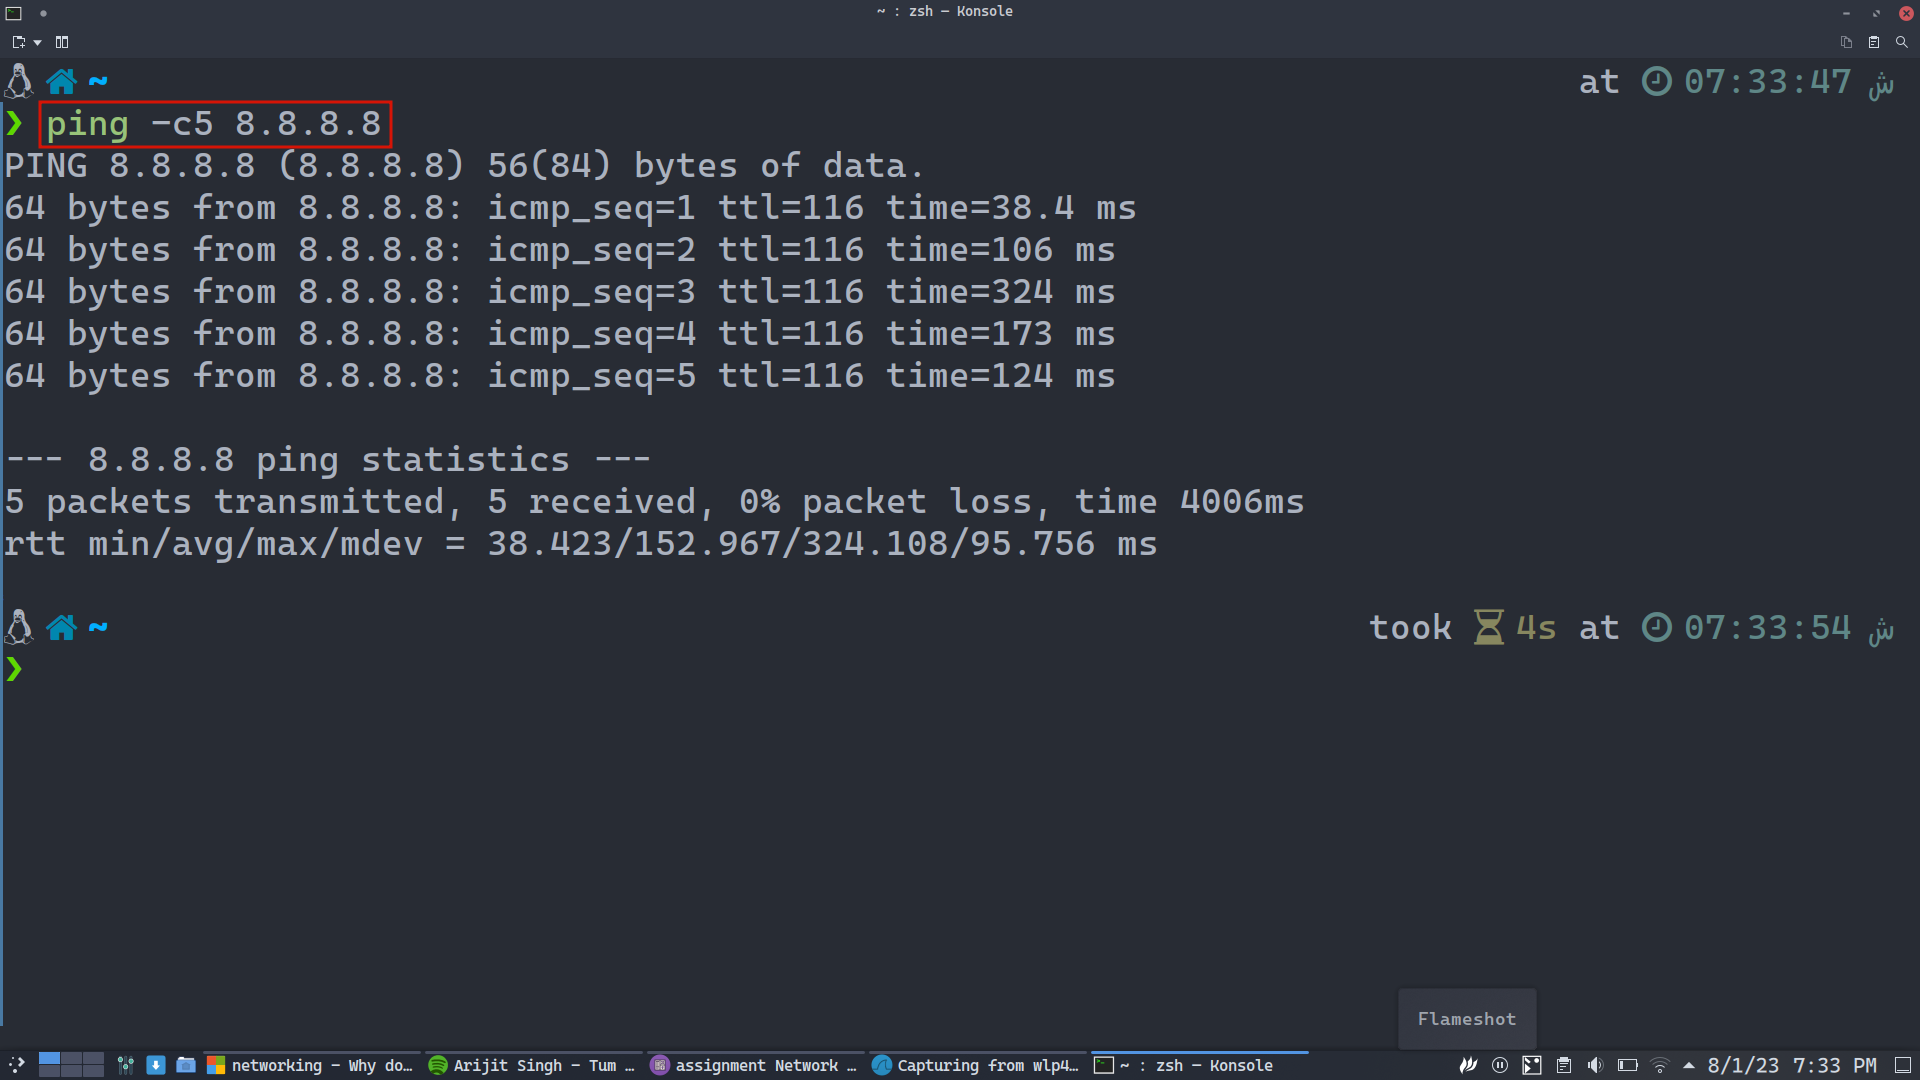 ~ : zsh — Konsole
~ at 07:33:47 ش
❯ ping -c5 8.8.8.8
PING 8.8.8.8 (8.8.8.8) 56(84) bytes of data.
64 bytes from 8.8.8.8: icmp_seq=1 ttl=116 time=38.4 ms
64 bytes from 8.8.8.8: icmp_seq=2 ttl=116 time=106 ms
64 bytes from 8.8.8.8: icmp_seq=3 ttl=116 time=324 ms
64 bytes from 8.8.8.8: icmp_seq=4 ttl=116 time=173 ms
64 bytes from 8.8.8.8: icmp_seq=5 ttl=116 time=124 ms
--- 8.8.8.8 ping statistics ---
5 packets transmitted, 5 received, 0% packet loss, time 4006ms
rtt min/avg/max/mdev = 38.423/152.967/324.108/95.756 ms
~ took 4s at 07:33:54 ش
❯
Flameshot
networking — Why do... Arijit Singh — Tum ... assignment Network ... Capturing from wlp4... ~ : zsh — Konsole 8/1/23 7:33 PM